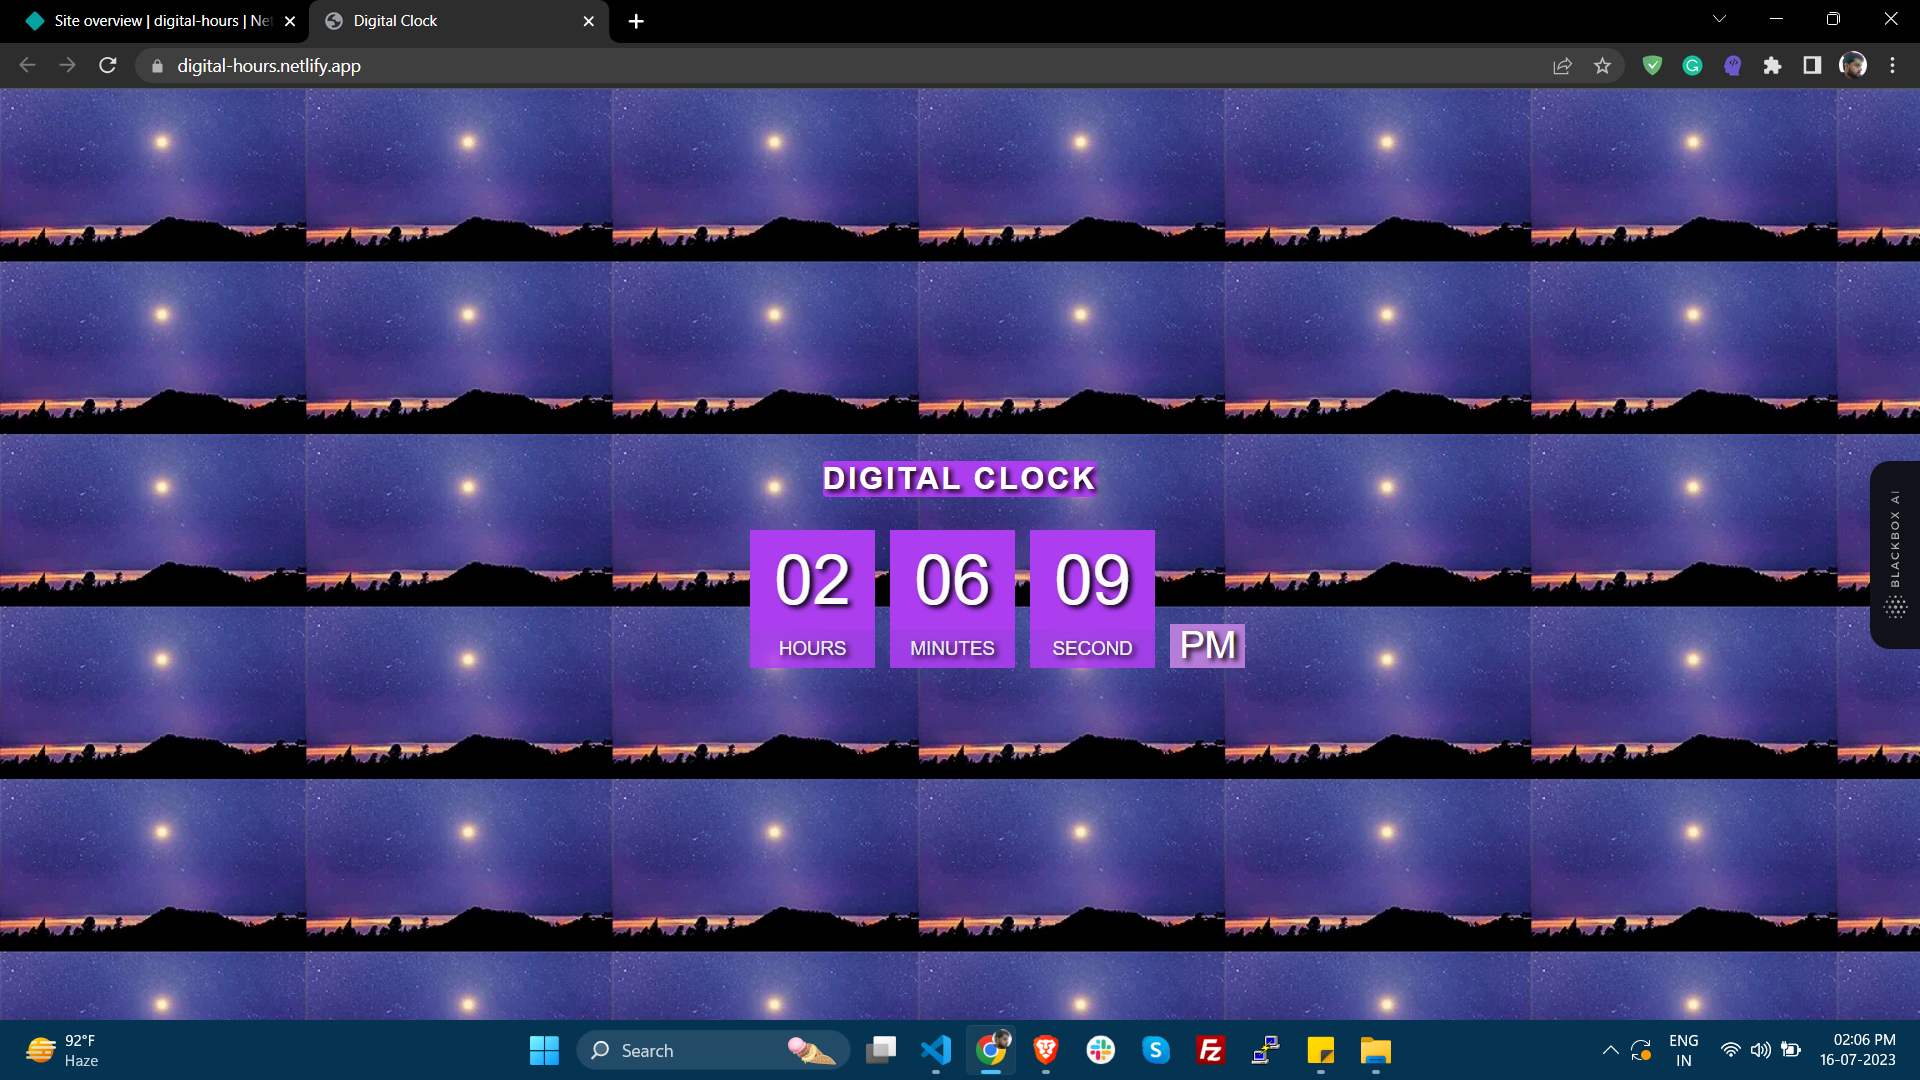 Site overview | digital-hours | Net
Digital Clock
digital-hours.netlify.app
DIGITAL CLOCK
02
06
09
HOURS
MINUTES
SECOND
PM
BLACKBOX AI
92°F
Haze
Search
S
Fz
ENG
IN
02:06 PM
16-07-2023